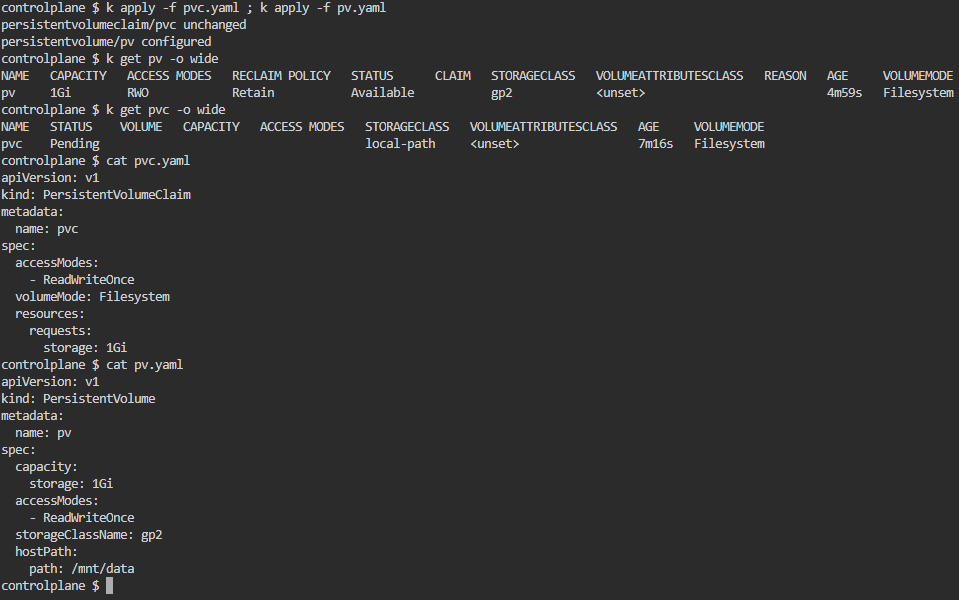 controlplane $ k apply -f pvc.yaml ; k apply -f pv.yaml
persistentvolumeclaim/pvc unchanged
persistentvolume/pv configured
controlplane $ k get pv -o wide
NAME   CAPACITY   ACCESS MODES   RECLAIM POLICY   STATUS      CLAIM   STORAGECLASS   VOLUMEATTRIBUTESCLASS   REASON   AGE     VOLUMEMODE
pv     1Gi        RWO            Retain           Available           gp2            <unset>                          4m59s   Filesystem
controlplane $ k get pvc -o wide
NAME   STATUS    VOLUME   CAPACITY   ACCESS MODES   STORAGECLASS   VOLUMEATTRIBUTESCLASS   AGE     VOLUMEMODE
pvc    Pending                                      local-path     <unset>                 7m16s   Filesystem
controlplane $ cat pvc.yaml
apiVersion: v1
kind: PersistentVolumeClaim
metadata:
  name: pvc
spec:
  accessModes:
    - ReadWriteOnce
  volumeMode: Filesystem
  resources:
    requests:
      storage: 1Gi
controlplane $ cat pv.yaml
apiVersion: v1
kind: PersistentVolume
metadata:
  name: pv
spec:
  capacity:
    storage: 1Gi
  accessModes:
    - ReadWriteOnce
  storageClassName: gp2
  hostPath:
    path: /mnt/data
controlplane $